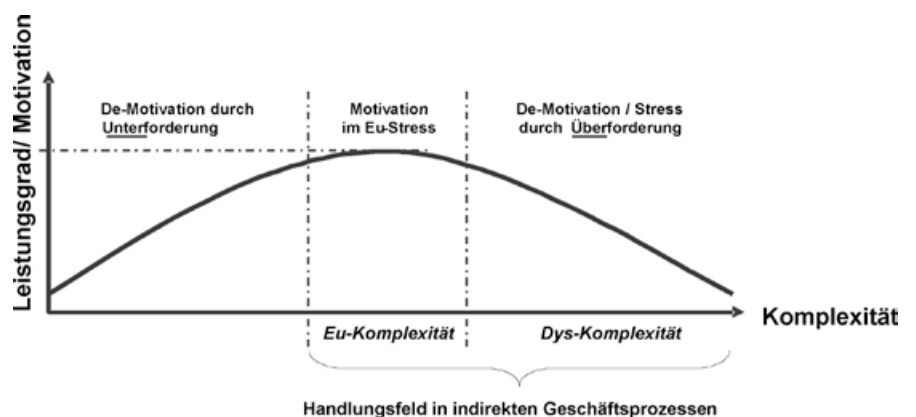 Leistungsgrad/ Motivation
De-Motivation durch
Unterforderung
Motivation
im Eu-Stress
De-Motivation / Stress
durch Überforderung
Komplexität
Eu-Komplexität
Dys-Komplexität
Handlungsfeld in indirekten Geschäftsprozessen